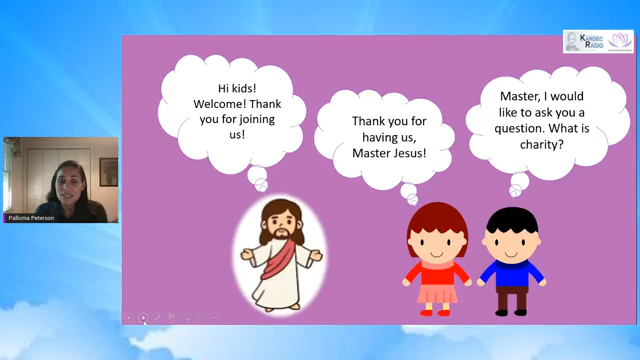 KARDEC
RADIO
Hi kids!
Welcome! Thank
you for joining
us!
Thank you for
having us,
Master Jesus!
Master, I would
like to ask you a
question. What is
charity?
Palloma Peterson